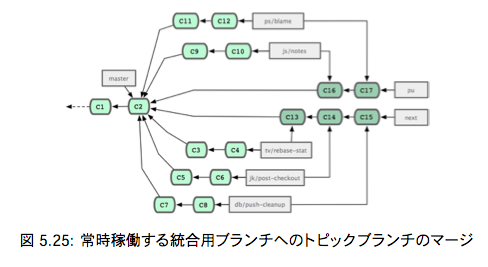 C11 C12 ps/blame
C9 C10 js/notes
master
C16 C17 pu
C1 C2
C13 C14 C15 next
C3 C4 tv/rebase-stat
C5 C6 jk/post-checkout
C7 C8 db/push-cleanup
図 5.25: 常時稼働する統合用ブランチへのトピックブランチのマージ